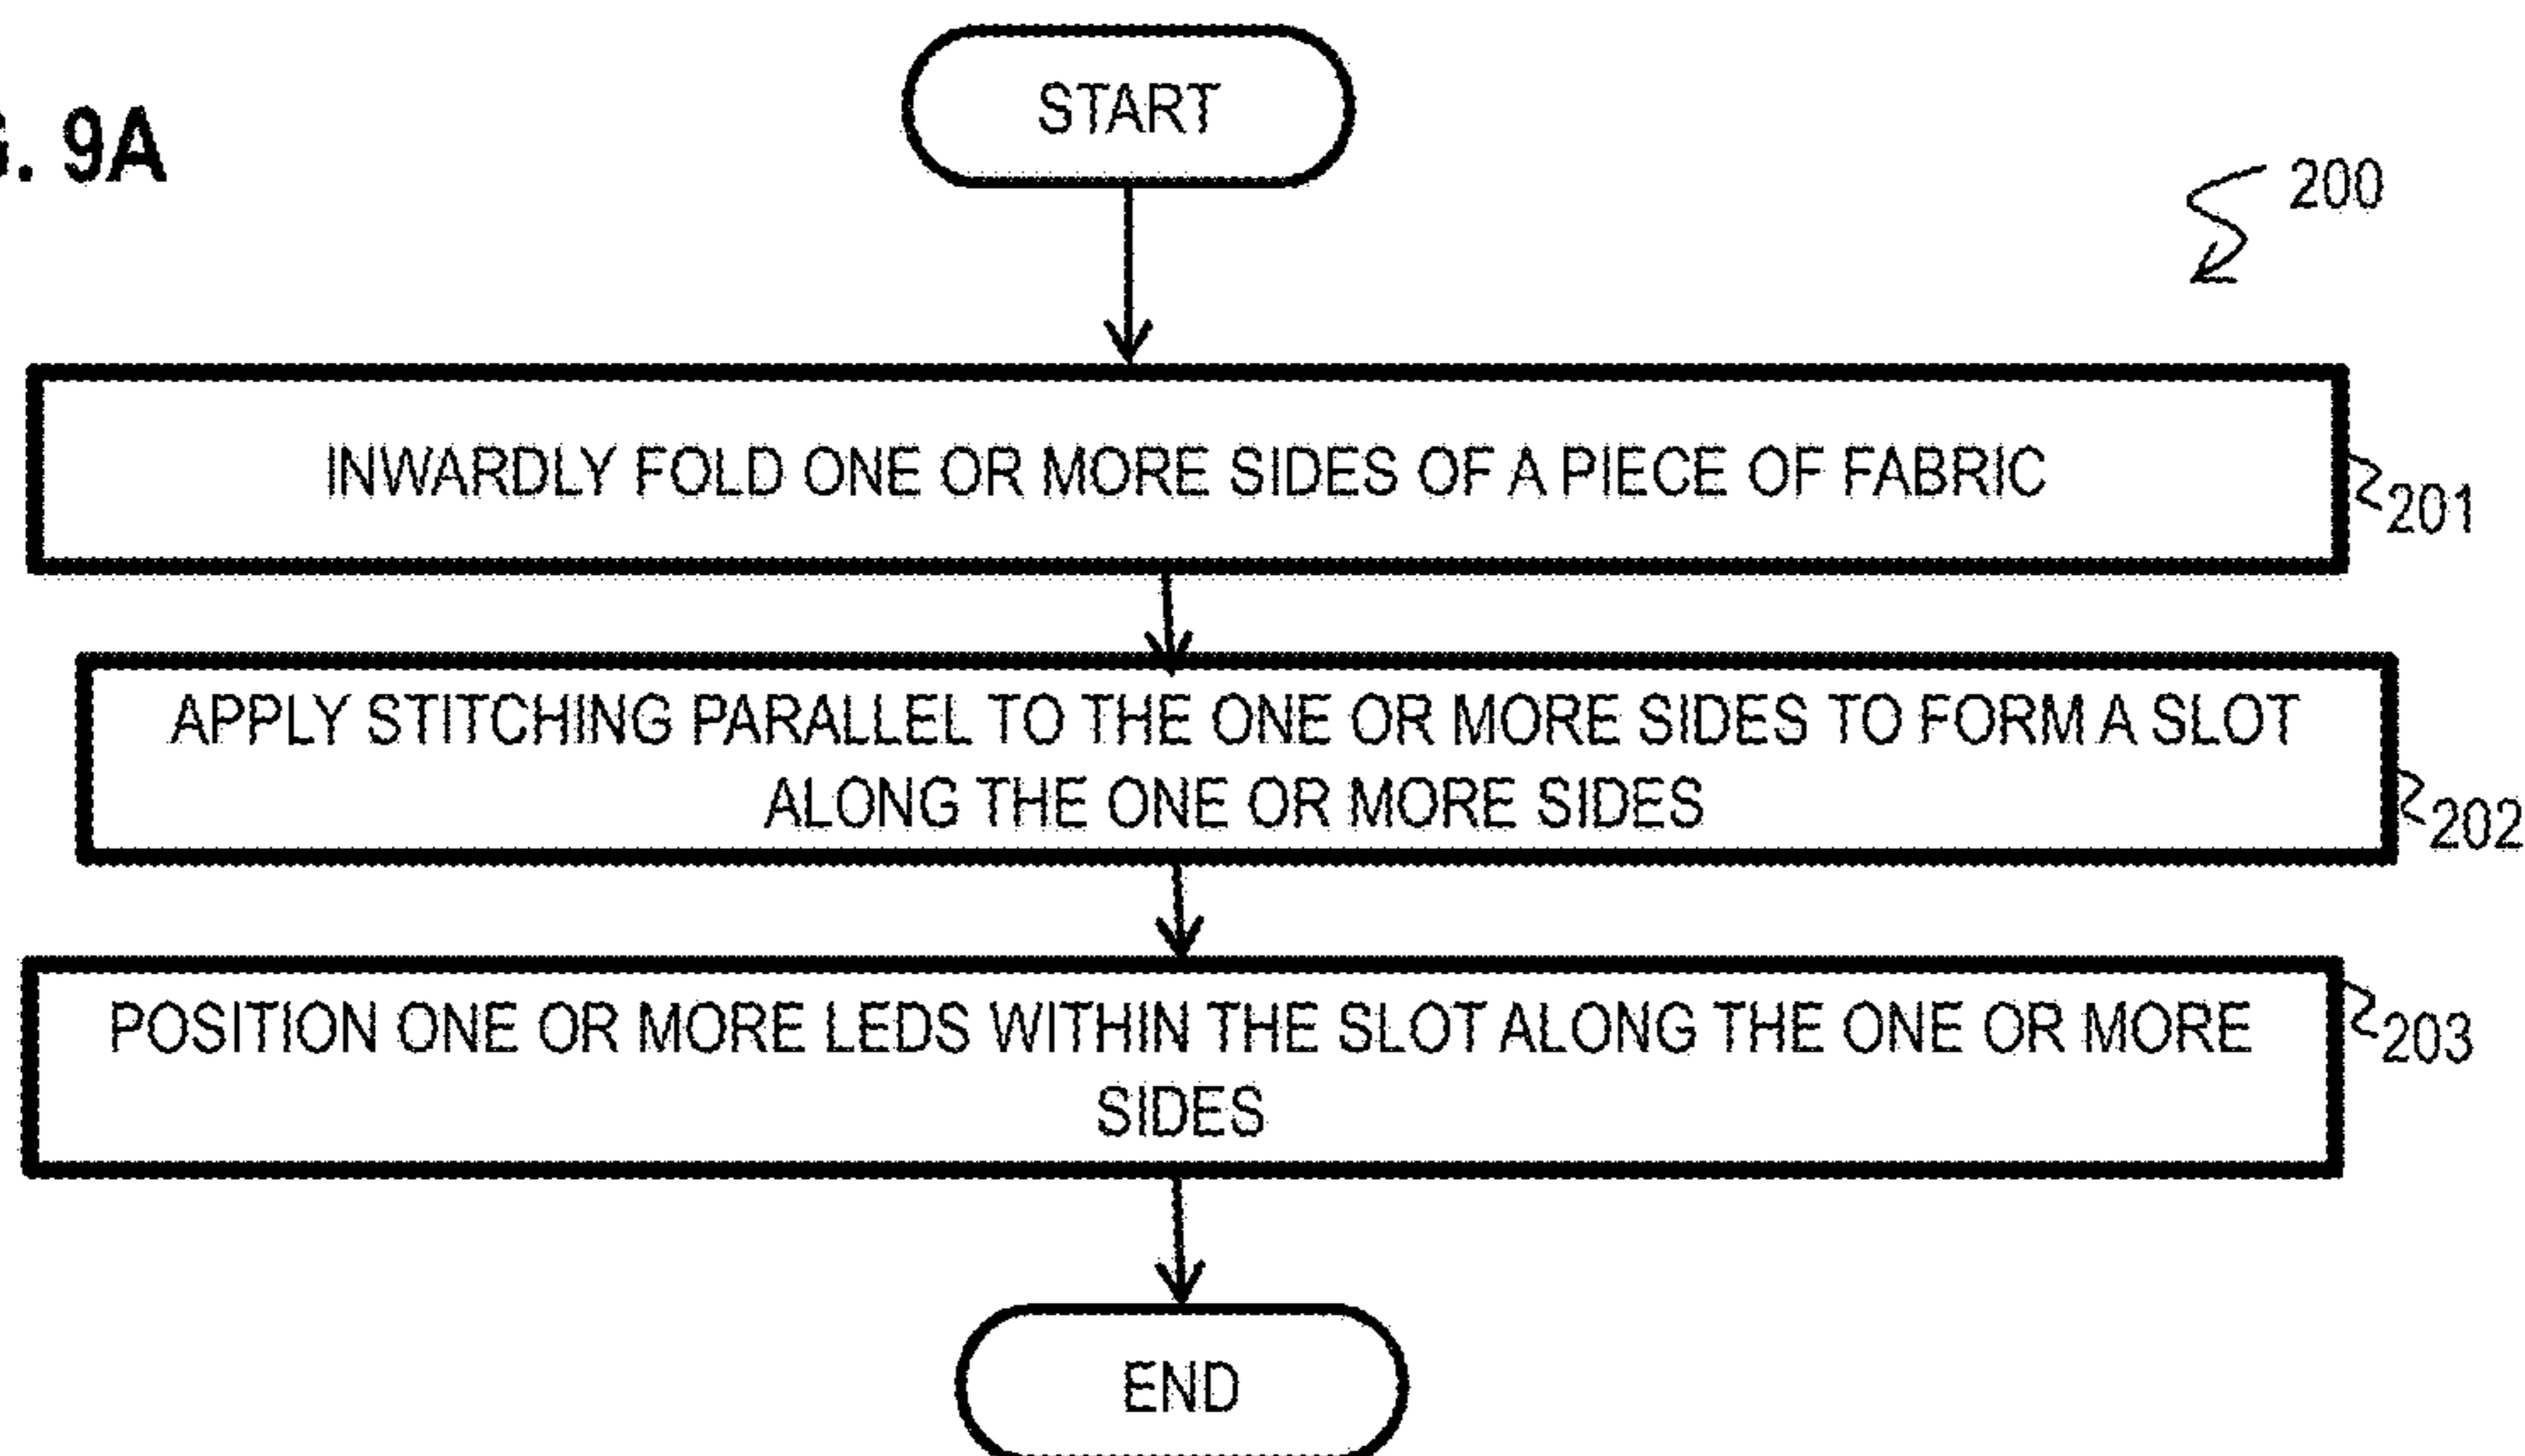 . 9A
START
200
INWARDLY FOLD ONE OR MORE SIDES OF A PIECE OF FABRIC
201
APPLY STITCHING PARALLEL TO THE ONE OR MORE SIDES TO FORM A SLOT
ALONG THE ONE OR MORE SIDES
202
POSITION ONE OR MORE LEDS WITHIN THE SLOT ALONG THE ONE OR MORE
SIDES
203
END